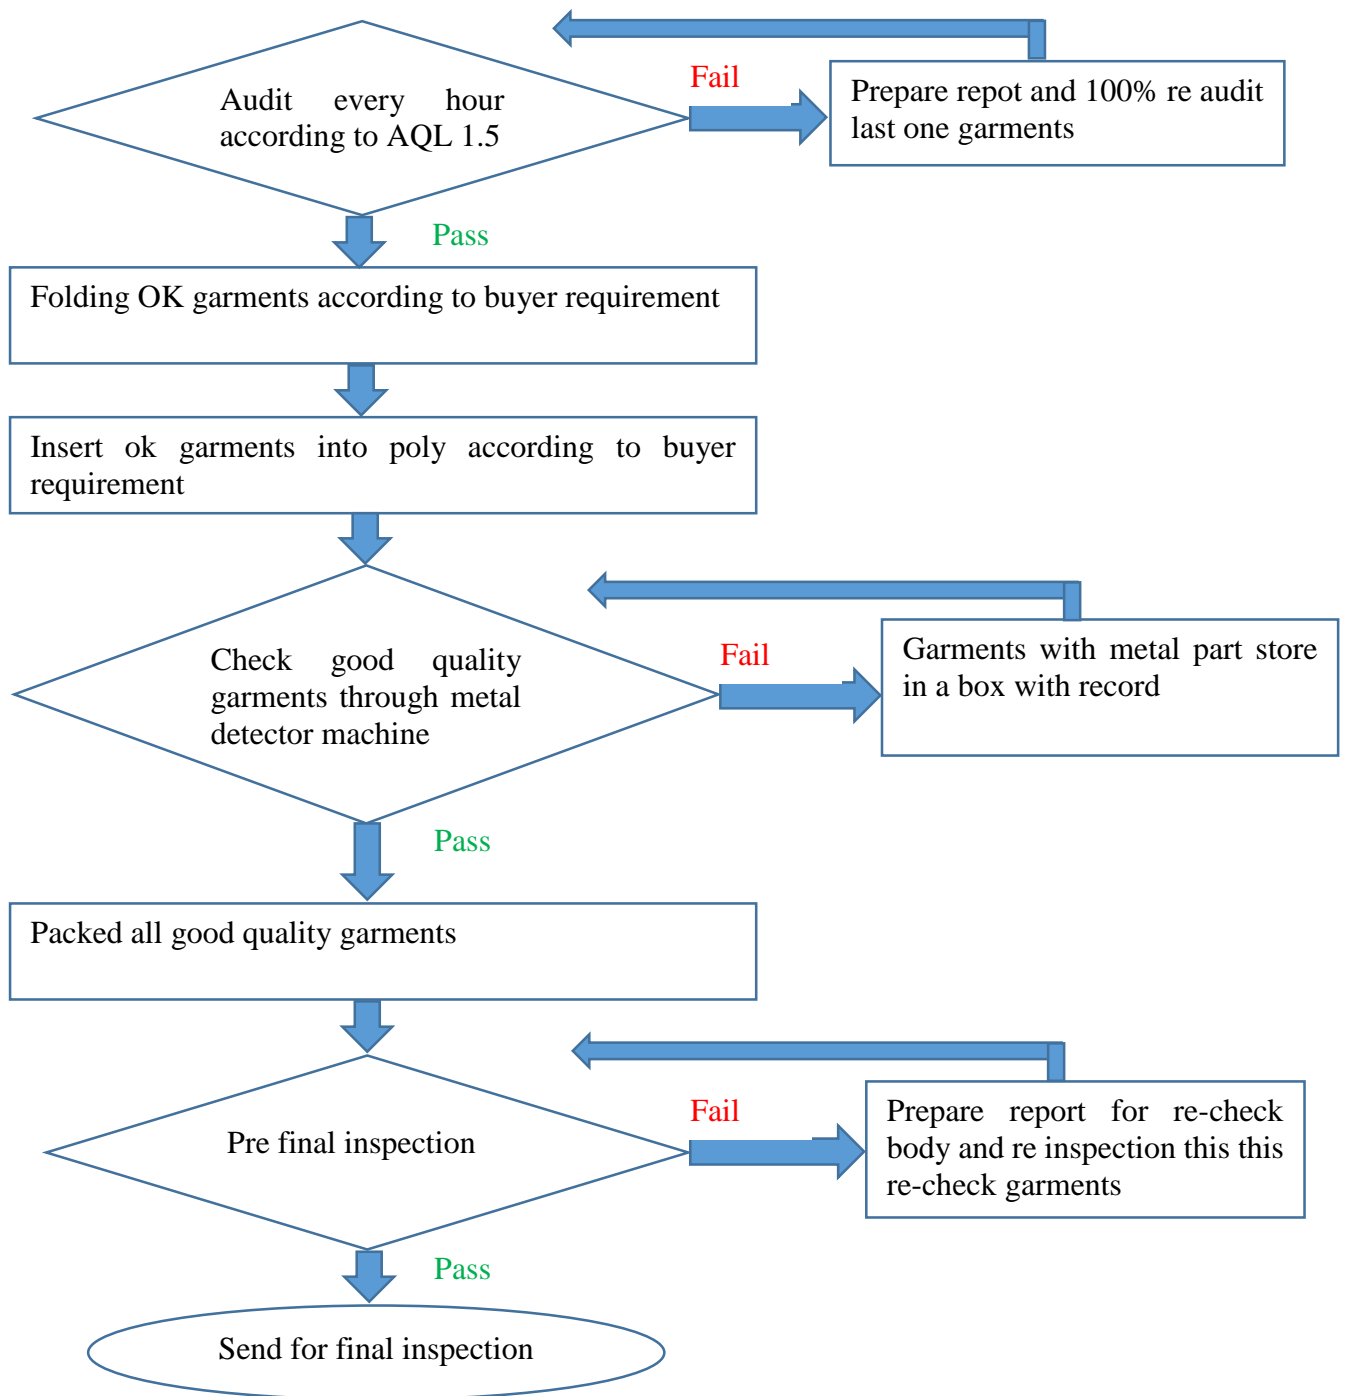 Audit every hour
according to AQL 1.5
Fail
Prepare repot and 100% re audit
last one garments
Pass
Folding OK garments according to buyer requirement
Insert ok garments into poly according to buyer
requirement
Check good quality
garments through metal
detector machine
Fail
Garments with metal part store
in a box with record
Pass
Packed all good quality garments
Pre final inspection
Fail
Prepare report for re-check
body and re inspection this this
re-check garments
Pass
Send for final inspection